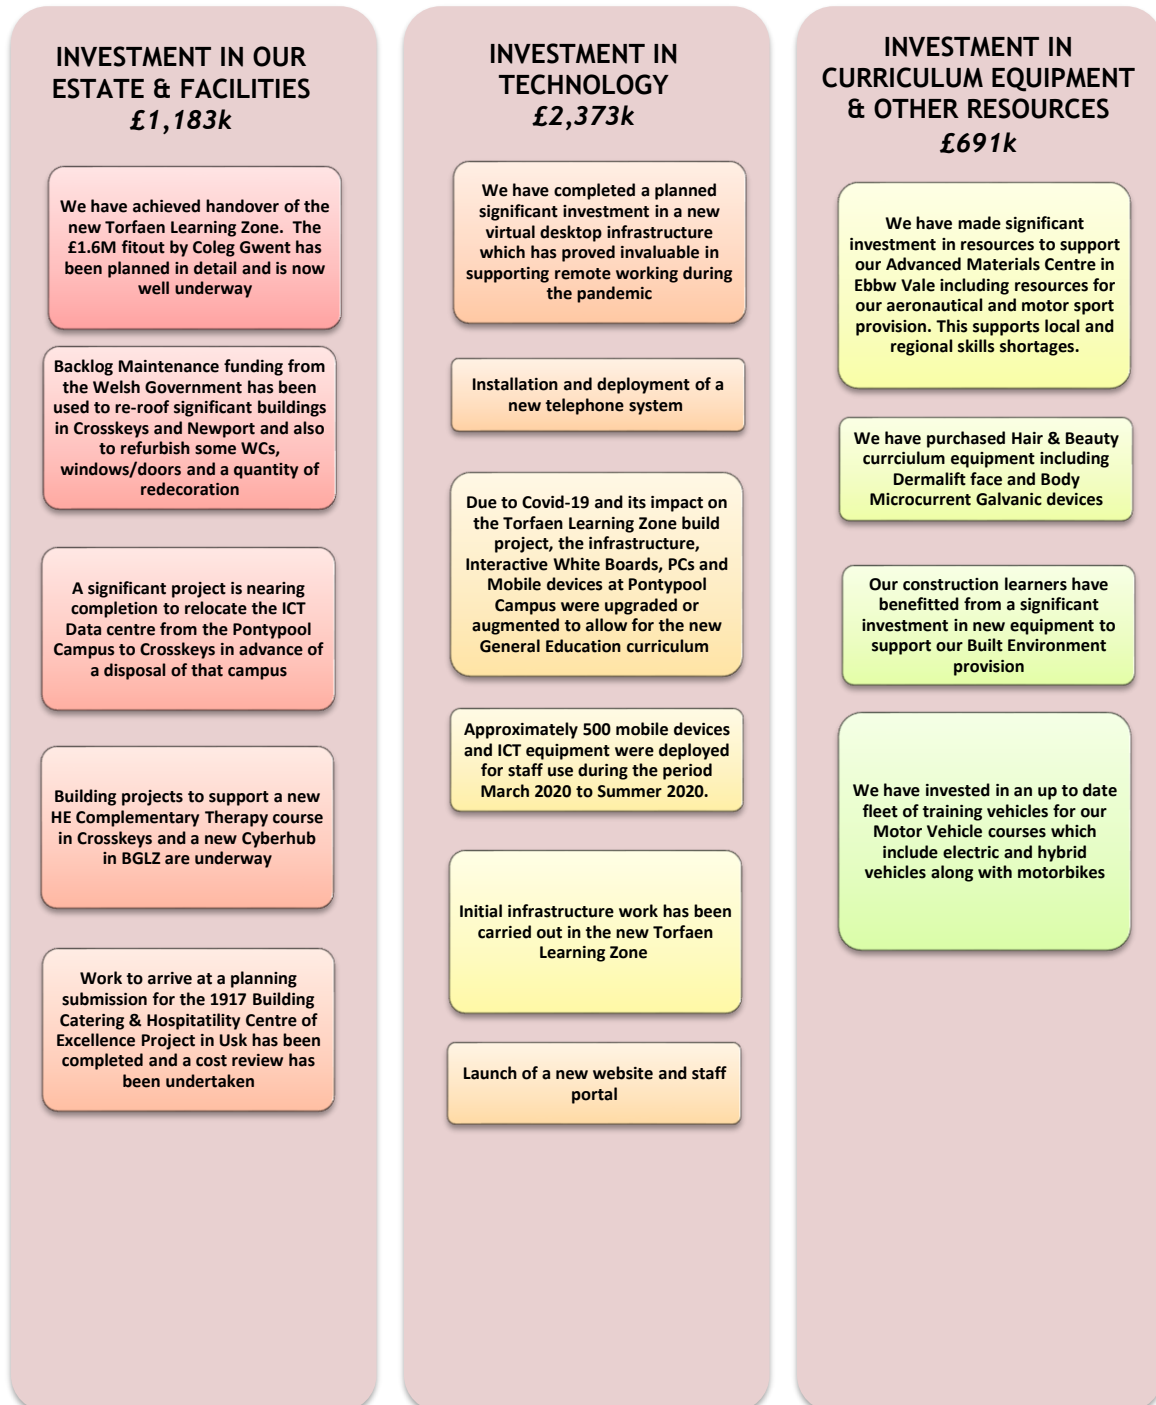 INVESTMENT IN OUR
ESTATE & FACILITIES
£1,183k
We have achieved handover of the
new Torfaen Learning Zone. The
£1.6M fitout by Coleg Gwent has
been planned in detail and is now
well underway
Backlog Maintenance funding from
the Welsh Government has been
used to re-roof significant buildings
in Crosskeys and Newport and also
to refurbish some WCs,
windows/doors and a quantity of
redecoration
A significant project is nearing
completion to relocate the ICT
Data centre from the Pontypool
Campus to Crosskeys in advance of
a disposal of that campus
Building projects to support a new
HE Complementary Therapy course
in Crosskeys and a new Cyberhub
in BGLZ are underway
Work to arrive at a planning
submission for the 1917 Building
Catering & Hospitatility Centre of
Excellence Project in Usk has been
completed and a cost review has
been undertaken
INVESTMENT IN
TECHNOLOGY
£2,373k
We have completed a planned
significant investment in a new
virtual desktop infrastructure
which has proved invaluable in
supporting remote working during
the pandemic
Installation and deployment of a
new telephone system
Due to Covid-19 and its impact on
the Torfaen Learning Zone build
project, the infrastructure,
Interactive White Boards, PCs and
Mobile devices at Pontypool
Campus were upgraded or
augmented to allow for the new
General Education curriculum
Approximately 500 mobile devices
and ICT equipment were deployed
for staff use during the period
March 2020 to Summer 2020.
Initial infrastructure work has been
carried out in the new Torfaen
Learning Zone
Launch of a new website and staff
portal
INVESTMENT IN
CURRICULUM EQUIPMENT
& OTHER RESOURCES
£691k
We have made significant
investment in resources to support
our Advanced Materials Centre in
Ebbw Vale including resources for
our aeronautical and motor sport
provision. This supports local and
regional skills shortages.
We have purchased Hair & Beauty
currciulum equipment including
Dermalift face and Body
Microcurrent Galvanic devices
Our construction learners have
benefitted from a significant
investment in new equipment to
support our Built Environment
provision
We have invested in an up to date
fleet of training vehicles for our
Motor Vehicle courses which
include electric and hybrid
vehicles along with motorbikes